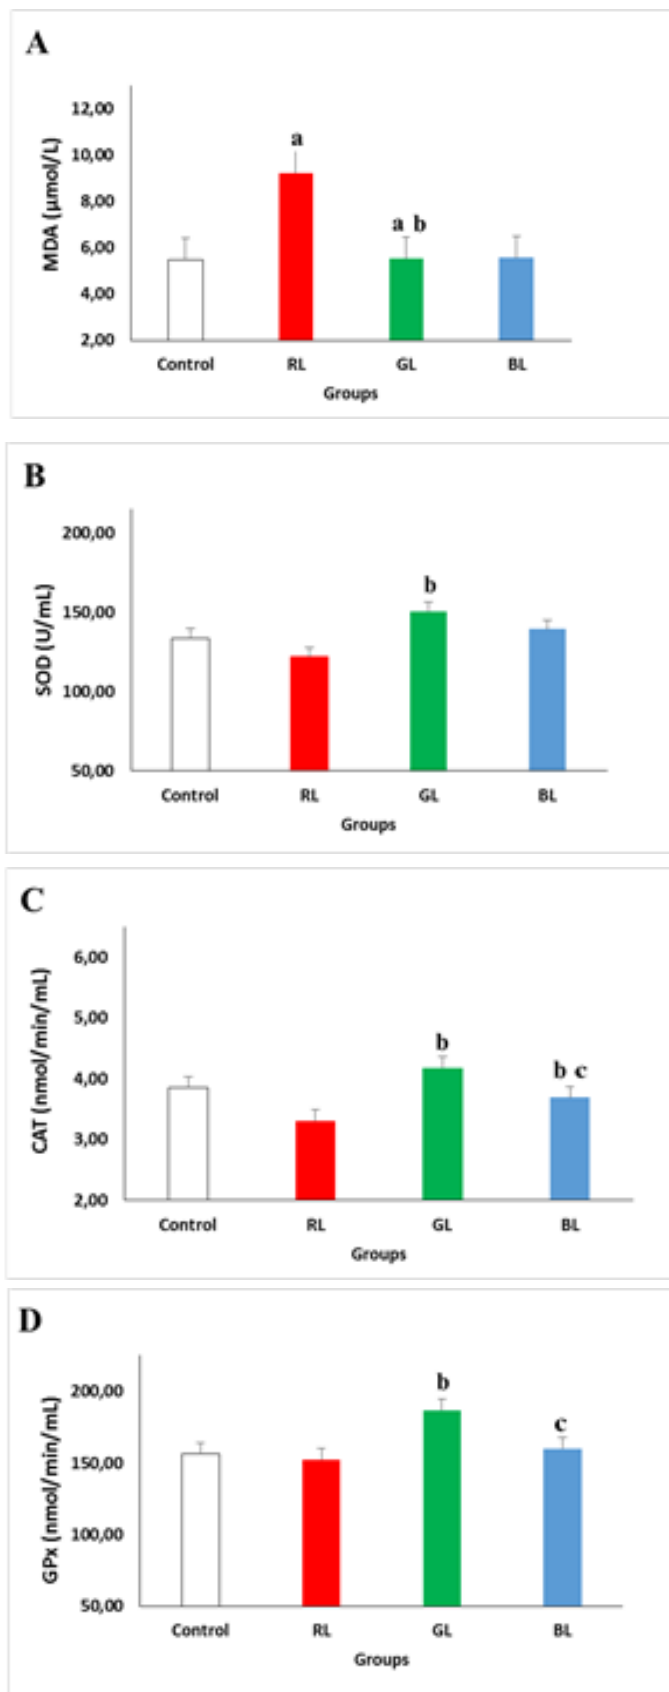 A
MDA (µmol/L)
12,00
10,00
8,00
6,00
4,00
2,00
a
a b
Control RL GL BL
Groups
B
SOD (U/mL)
200,00
150,00
100,00
50,00
b
Control RL GL BL
Groups
C
CAT (nmol/min/mL)
6,00
5,00
4,00
3,00
2,00
b
b c
Control RL GL BL
Groups
D
GPx (nmol/min/mL)
200,00
150,00
100,00
50,00
b
c
Control RL GL BL
Groups